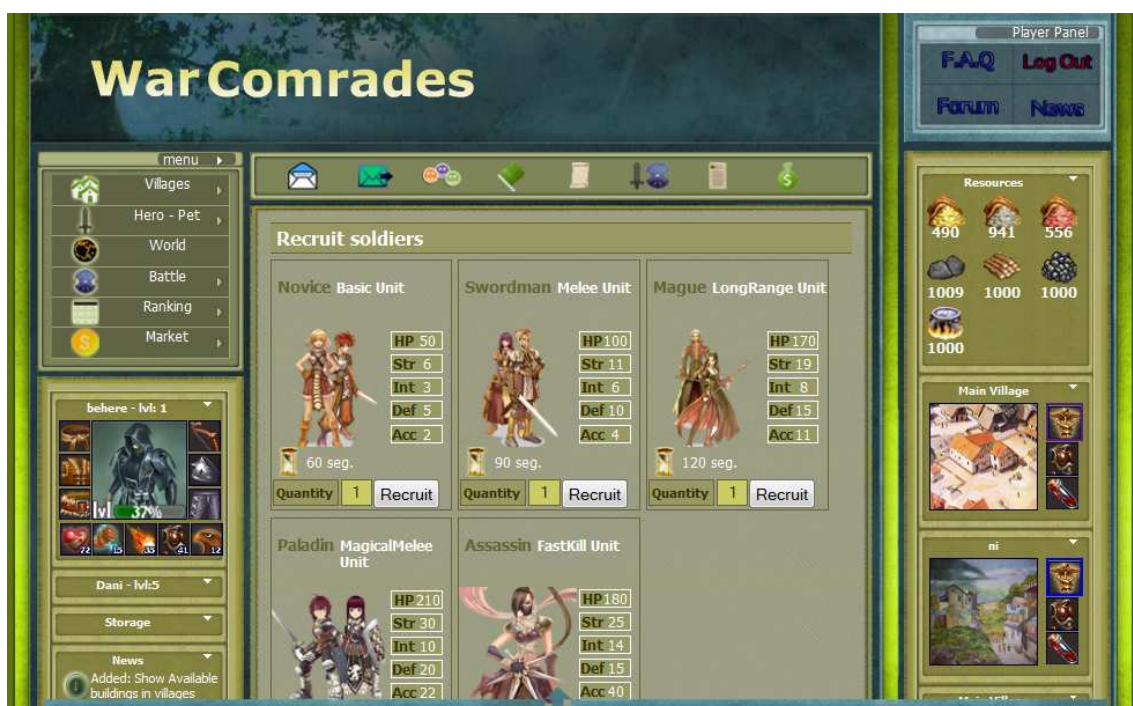 War Comrades
Player Panel
F.A.Q Log Out
Forum News
menu
Villages
Hero - Pet
World
Battle
Ranking
Market
Recruit soldiers
Novice Basic Unit
HP 50
Str 6
Int 3
Def 5
Acc 2
60 seg.
Quantity 1 Recruit
Swordman Melee Unit
HP 100
Str 11
Int 6
Def 10
Acc 4
90 seg.
Quantity 1 Recruit
Mague LongRange Unit
HP 170
Str 19
Int 8
Def 15
Acc 11
120 seg.
Quantity 1 Recruit
Paladin MagicalMelee
Unit
HP 210
Str 30
Int 10
Def 20
Acc 22
Assassin FastKill Unit
HP 180
Str 25
Int 14
Def 15
Acc 40
behere - lvl: 1
lvl 37%
72 15 35 41 12
Dani - lvl:5
Storage
News
Added: Show Available
buildings in villages
Resources
490 941 556
1009 1000 1000
1000
Main Village
ni